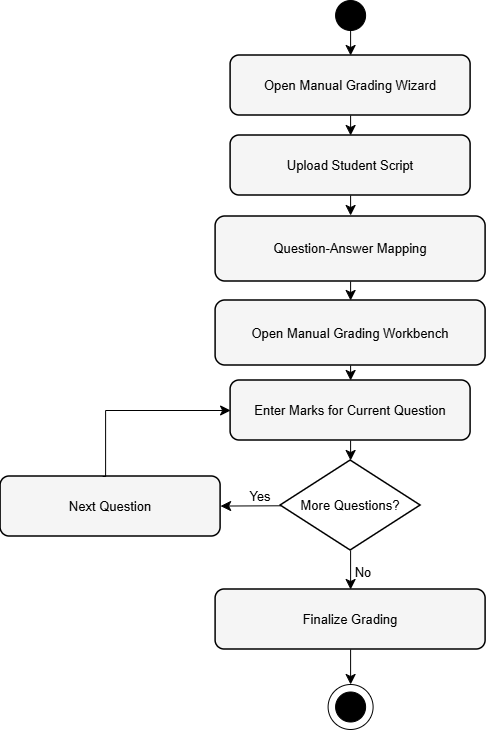 Open Manual Grading Wizard
Upload Student Script
Question-Answer Mapping
Open Manual Grading Workbench
Enter Marks for Current Question
Next Question
Yes
More Questions?
No
Finalize Grading